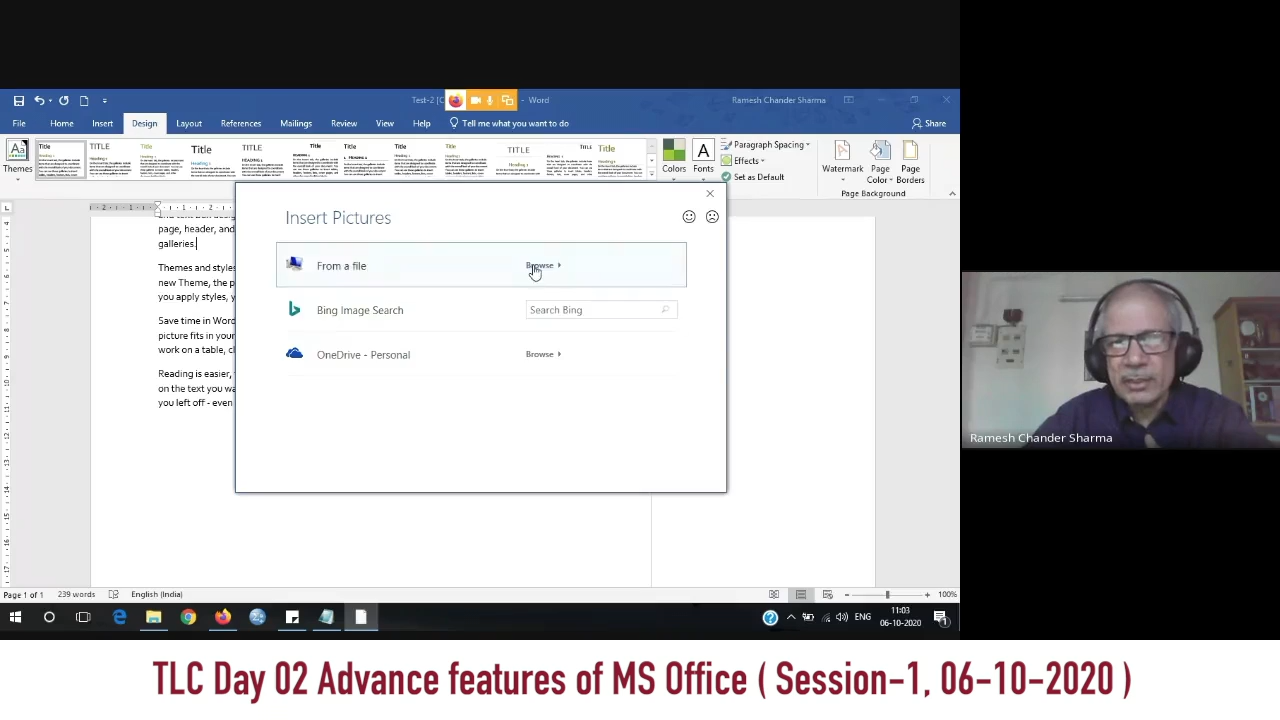 Test-2 [C
- Word
Ramesh Chander Sharma
File Home Insert Design Layout References Mailings Review View Help Tell me what you want to do
Share
Themes
Colors
Fonts
Paragraph Spacing
Effects
Set as Default
Watermark
Page Color
Page Borders
Page Background
page, header, and
galleries.
Themes and styles
new Theme, the p
you apply styles, y
Save time in Word
picture fits in your
work on a table, cl
Reading is easier,
on the text you wa
you left off - even
Insert Pictures
From a file
Browse
Bing Image Search
Search Bing
OneDrive - Personal
Browse
Ramesh Chander Sharma
Page 1 of 1 239 words English (India)
100%
ENG
11:03
06-10-2020
TLC Day 02 Advance features of MS Office ( Session-1, 06-10-2020 )